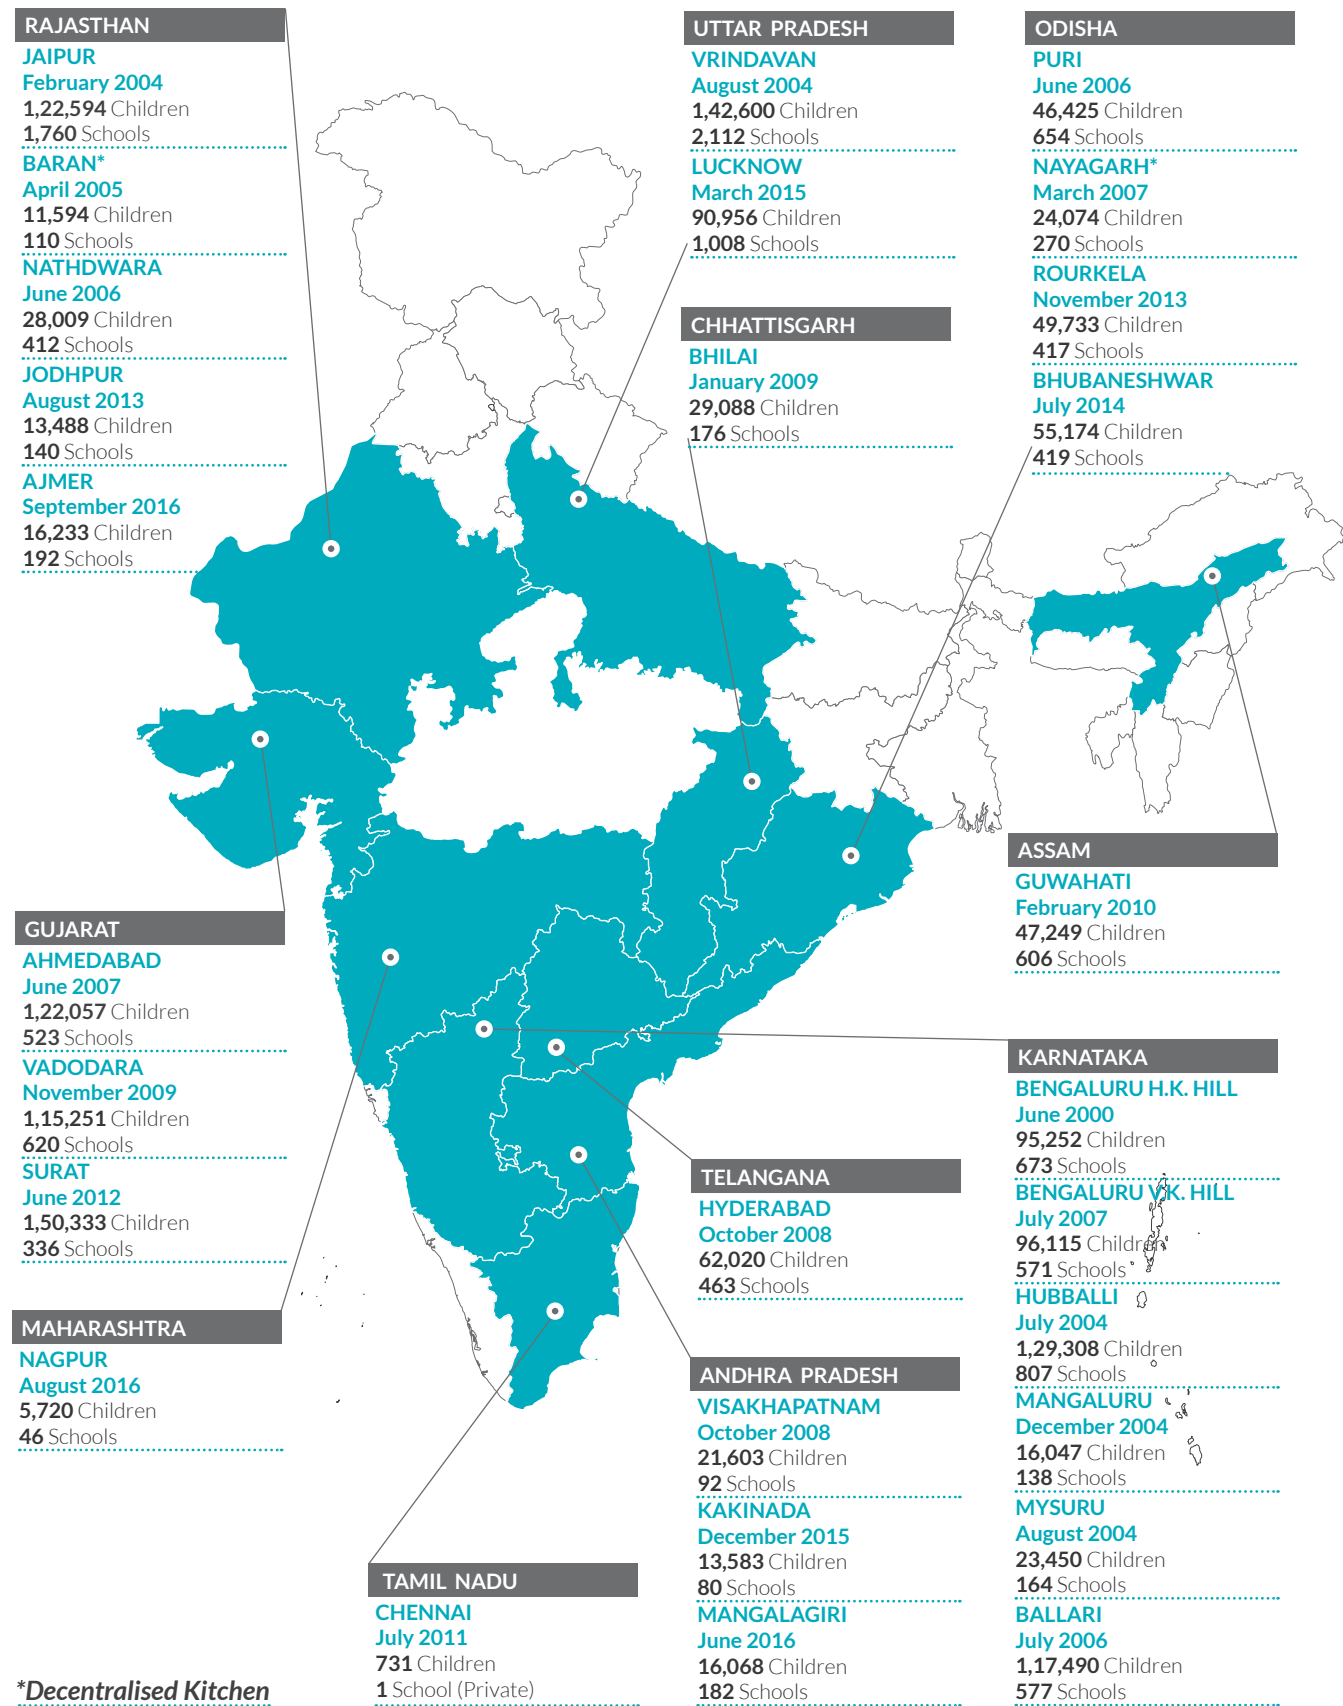 RAJASTHAN
JAIPUR
February 2004
1,22,594 Children
1,760 Schools
BARAN*
April 2005
11,594 Children
110 Schools
NATHDWARA
June 2006
28,009 Children
412 Schools
JODHPUR
August 2013
13,488 Children
140 Schools
AJMER
September 2016
16,233 Children
192 Schools
UTTAR PRADESH
VRINDAVAN
August 2004
1,42,600 Children
2,112 Schools
LUCKNOW
March 2015
90,956 Children
1,008 Schools
CHHATTISGARH
BHILAI
January 2009
29,088 Children
176 Schools
ODISHA
PURI
June 2006
46,425 Children
654 Schools
NAYAGARH*
March 2007
24,074 Children
270 Schools
ROURKELA
November 2013
49,733 Children
417 Schools
BHUBANESHWAR
July 2014
55,174 Children
419 Schools
ASSAM
GUWAHATI
February 2010
47,249 Children
606 Schools
GUJARAT
AHMEDABAD
June 2007
1,22,057 Children
523 Schools
VADODARA
November 2009
1,15,251 Children
620 Schools
SURAT
June 2012
1,50,333 Children
336 Schools
MAHARASHTRA
NAGPUR
August 2016
5,720 Children
46 Schools
TELANGANA
HYDERABAD
October 2008
62,020 Children
463 Schools
ANDHRA PRADESH
VISAKHAPATNAM
October 2008
21,603 Children
92 Schools
KAKINADA
December 2015
13,583 Children
80 Schools
MANGALAGIRI
June 2016
16,068 Children
182 Schools
KARNATAKA
BENGALURU H.K. HILL
June 2000
95,252 Children
673 Schools
BENGALURU V.K. HILL
July 2007
96,115 Children
571 Schools
HUBBALLI
July 2004
1,29,308 Children
807 Schools
MANGALURU
December 2004
16,047 Children
138 Schools
MYSURU
August 2004
23,450 Children
164 Schools
BALLARI
July 2006
1,17,490 Children
577 Schools
TAMIL NADU
CHENNAI
July 2011
731 Children
1 School (Private)
*Decentralised Kitchen